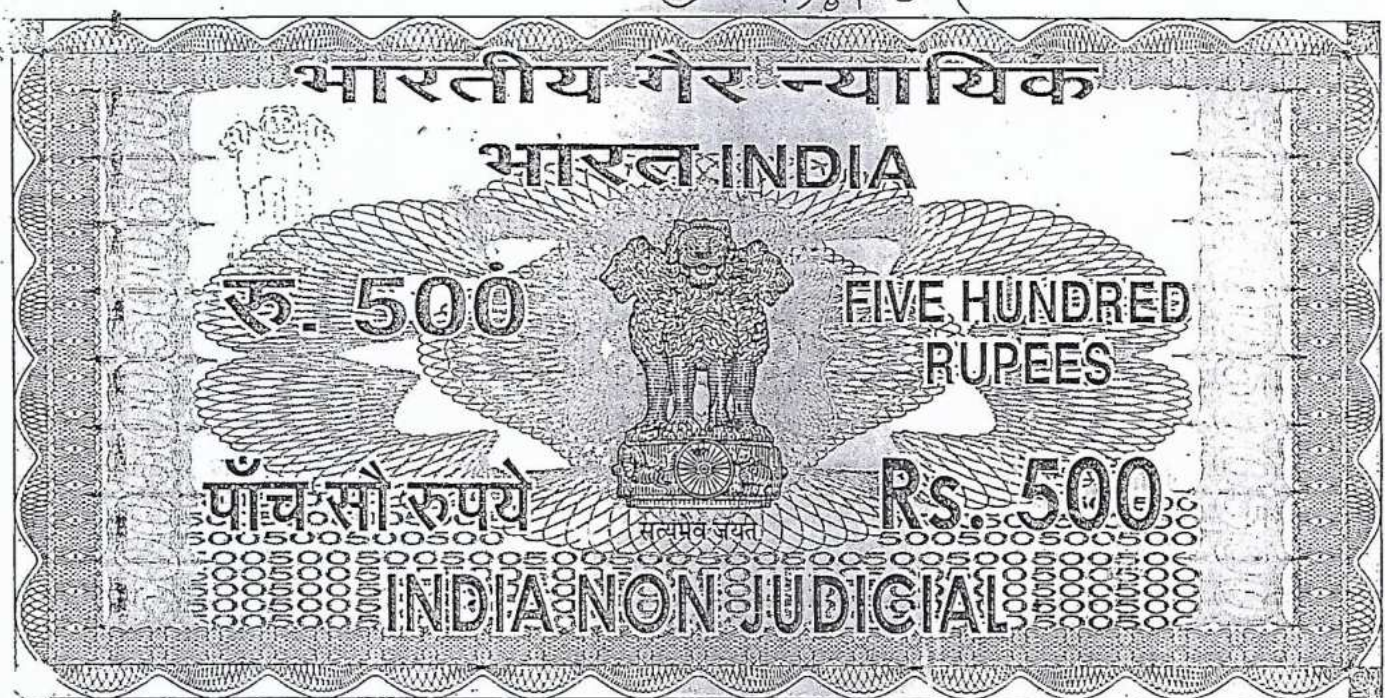 भारतीय गैर न्यायिक
भारत INDIA
रु. 500
FIVE HUNDRED
RUPEES
पाँच सौ रुपये
Rs. 500
सत्यमेव जयते
INDIA NON JUDICIAL